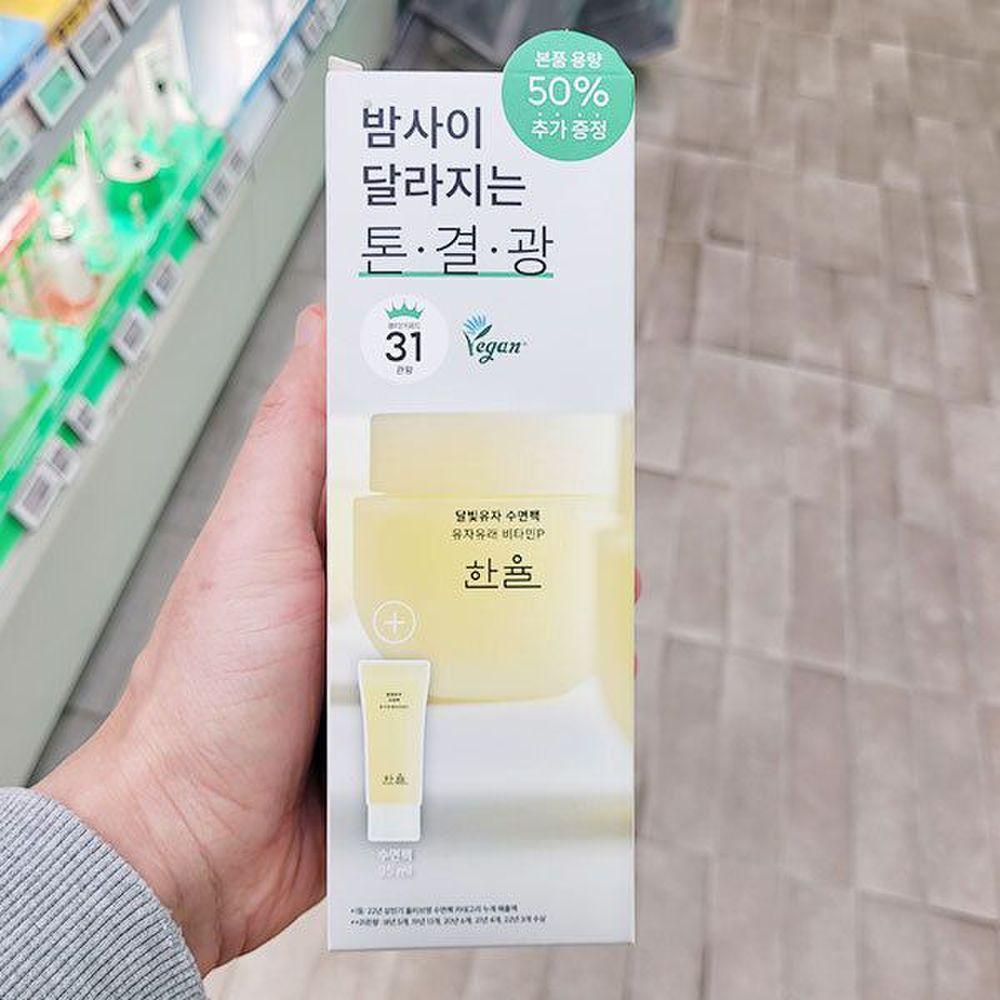 본품 용량
50%
추가 증정
밤사이
달라지는
톤·결·광
31
관왕
Vegan
달빛유자 수면팩
유자유래 비타민P
한율
한율
수면팩